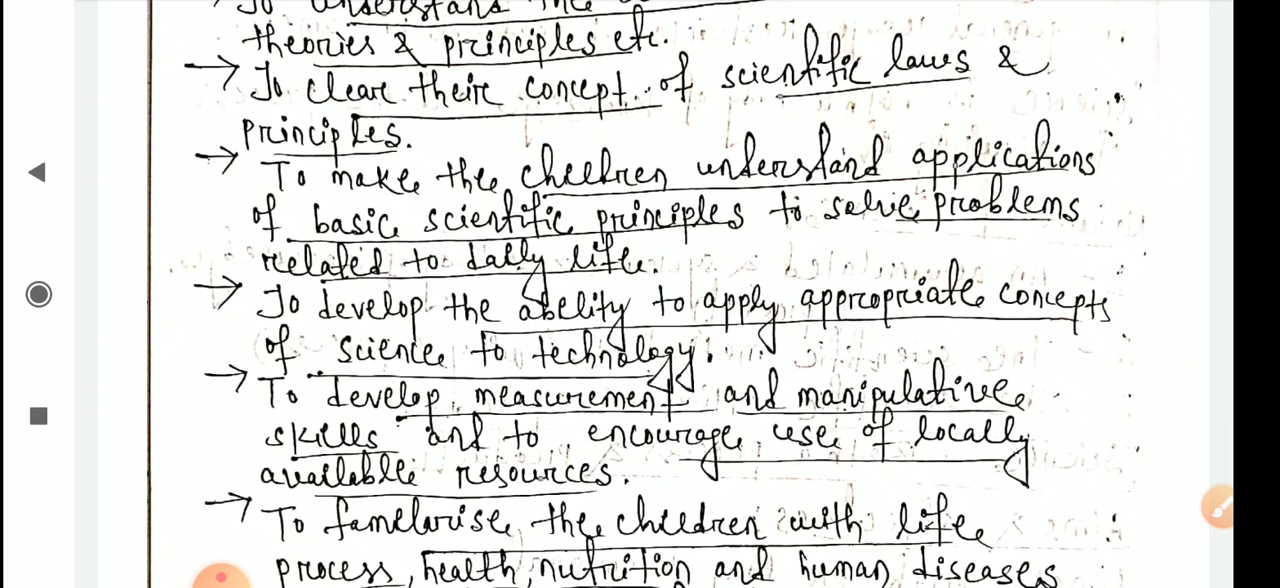 To understand the
theories & principles etc.
→ To clear their concept of scientific laws &
principles.
→ To make the children understand applications
of basic scientific principles to solve problems
related to daily life.
→ To develop the ability to apply appropriate concepts
of science to technology.
→ To develop measurement and manipulative
skills and to encourage use of locally
available resources.
→ To familarise the children with life
process, health, nutrition and human diseases